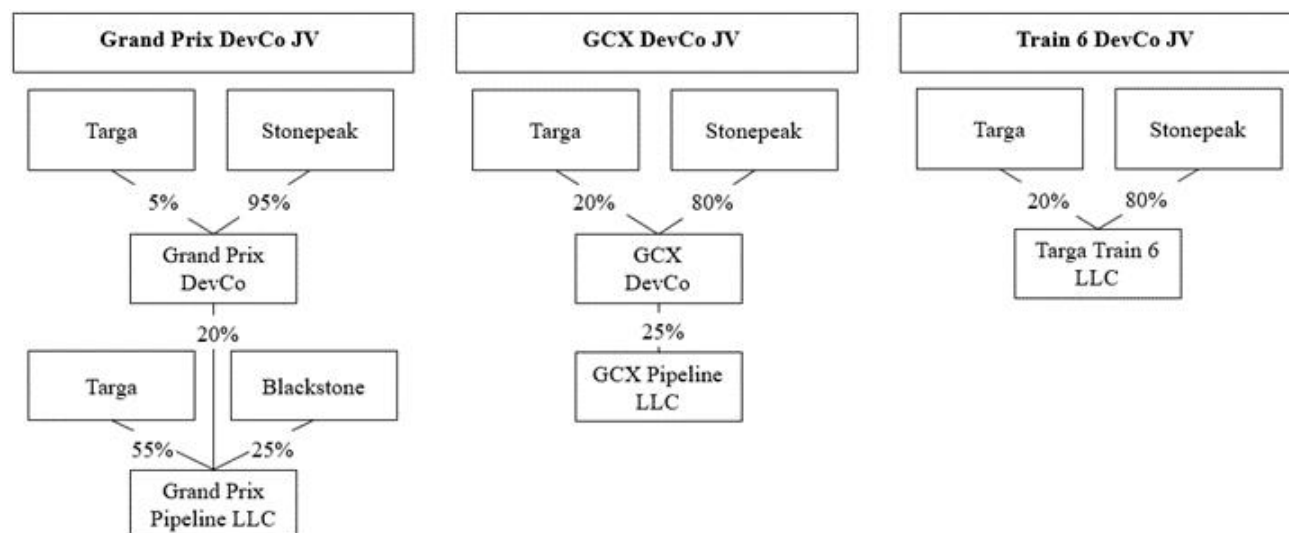 Grand Prix DevCo JV
Targa
Stonepeak
5%
95%
Grand Prix
DevCo
20%
Targa
Blackstone
55%
25%
Grand Prix
Pipeline LLC
GCX DevCo JV
Targa
Stonepeak
20%
80%
GCX
DevCo
25%
GCX Pipeline
LLC
Train 6 DevCo JV
Targa
Stonepeak
20%
80%
Targa Train 6
LLC